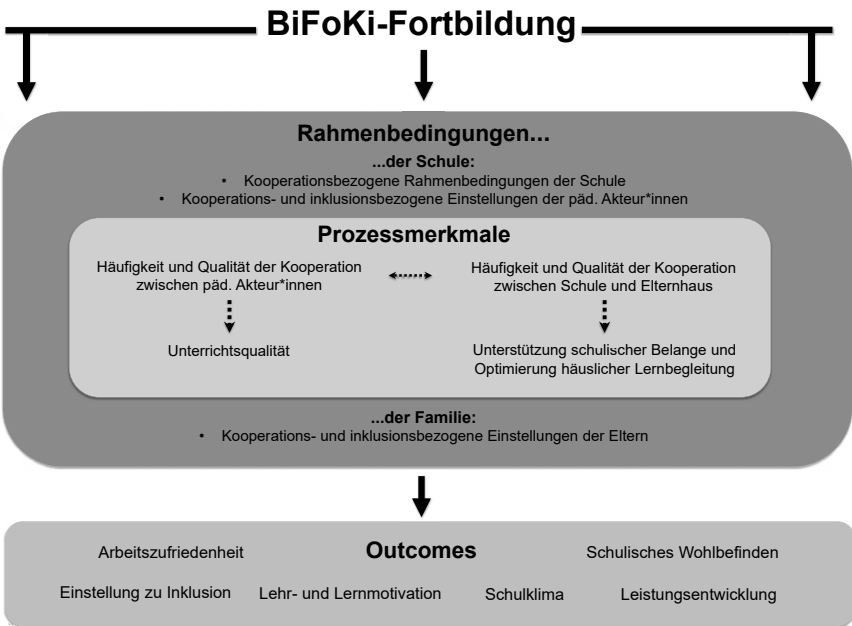 BiFoKi-Fortbildung
Rahmenbedingungen...
...der Schule:
• Kooperationsbezogene Rahmenbedingungen der Schule
• Kooperations- und inklusionsbezogene Einstellungen der päd. Akteur*innen
Prozessmerkmale
Häufigkeit und Qualität der Kooperation
zwischen päd. Akteur*innen
Häufigkeit und Qualität der Kooperation
zwischen Schule und Elternhaus
Unterrichtsqualität
Unterstützung schulischer Belange und
Optimierung häuslicher Lernbegleitung
...der Familie:
• Kooperations- und inklusionsbezogene Einstellungen der Eltern
Arbeitszufriedenheit
Outcomes
Schulisches Wohlbefinden
Einstellung zu Inklusion
Lehr- und Lernmotivation
Schulklima
Leistungsentwicklung